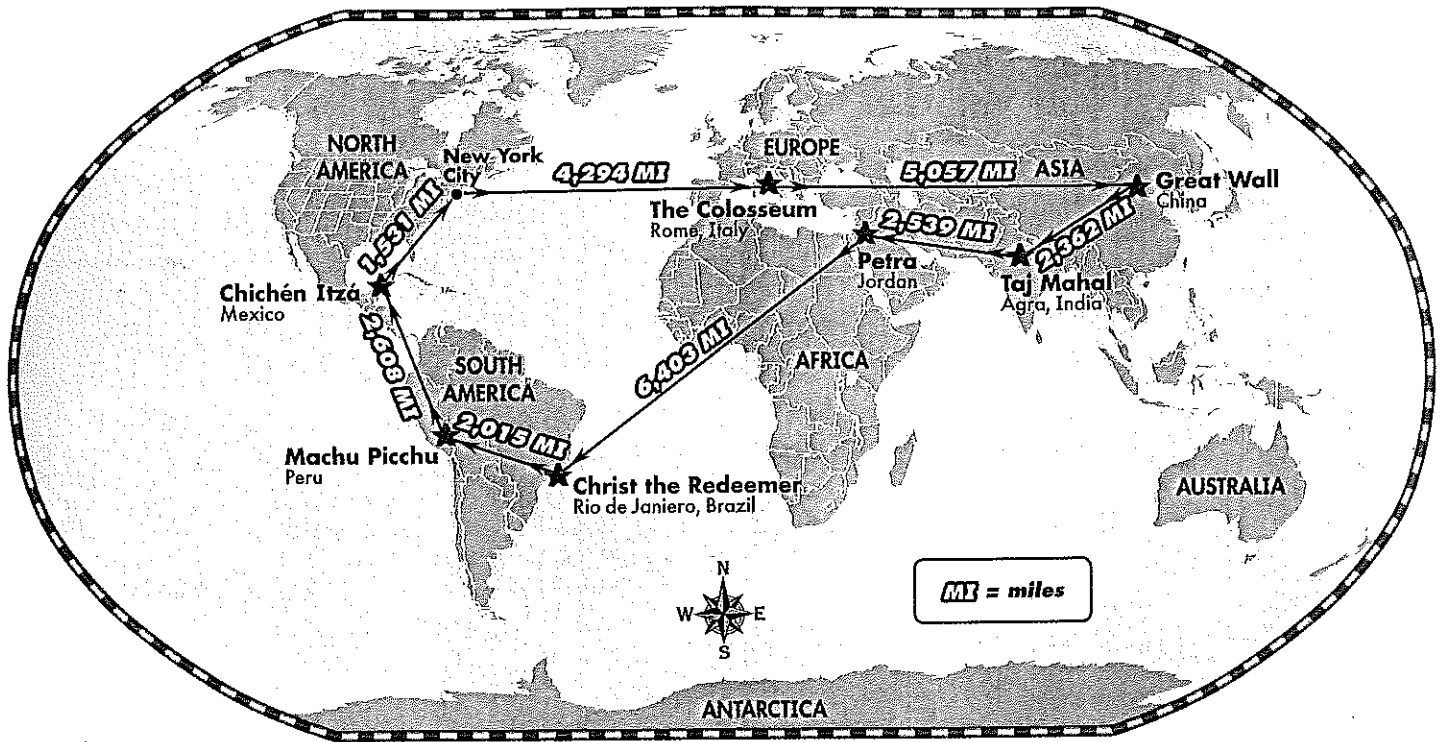 NORTH
AMERICA
New York
City
4,294 MI
EUROPE
5,057 MI
ASIA
Great Wall
China
The Colosseum
Rome, Italy
2,539 MI
2,362 MI
1,531 MI
Petra
Jordan
Taj Mahal
Agra, India
Chichén Itzá
Mexico
2,608 MI
SOUTH
AMERICA
6,403 MI
AFRICA
2,015 MI
Machu Picchu
Peru
Christ the Redeemer
Rio de Janiero, Brazil
AUSTRALIA
N
W
E
S
MI = miles
ANTARCTICA